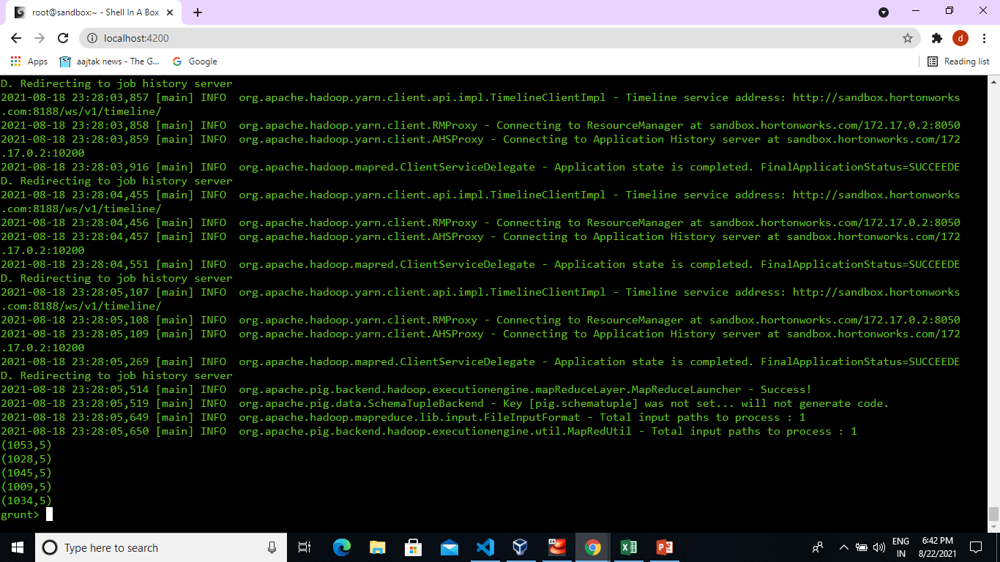 root@sandbox:~ - Shell In A Box
localhost:4200
Apps
aajtak news - The G...
Google
Reading list
D. Redirecting to job history server
2021-08-18 23:28:03,857 [main] INFO  org.apache.hadoop.yarn.client.api.impl.TimelineClientImpl - Timeline service address: http://sandbox.hortonworks
.com:8188/ws/v1/timeline/
2021-08-18 23:28:03,858 [main] INFO  org.apache.hadoop.yarn.client.RMProxy - Connecting to ResourceManager at sandbox.hortonworks.com/172.17.0.2:8050
2021-08-18 23:28:03,859 [main] INFO  org.apache.hadoop.yarn.client.AHSProxy - Connecting to Application History server at sandbox.hortonworks.com/172
.17.0.2:10200
2021-08-18 23:28:03,916 [main] INFO  org.apache.hadoop.mapred.ClientServiceDelegate - Application state is completed. FinalApplicationStatus=SUCCEEDE
D. Redirecting to job history server
2021-08-18 23:28:04,455 [main] INFO  org.apache.hadoop.yarn.client.api.impl.TimelineClientImpl - Timeline service address: http://sandbox.hortonworks
.com:8188/ws/v1/timeline/
2021-08-18 23:28:04,456 [main] INFO  org.apache.hadoop.yarn.client.RMProxy - Connecting to ResourceManager at sandbox.hortonworks.com/172.17.0.2:8050
2021-08-18 23:28:04,457 [main] INFO  org.apache.hadoop.yarn.client.AHSProxy - Connecting to Application History server at sandbox.hortonworks.com/172
.17.0.2:10200
2021-08-18 23:28:04,551 [main] INFO  org.apache.hadoop.mapred.ClientServiceDelegate - Application state is completed. FinalApplicationStatus=SUCCEEDE
D. Redirecting to job history server
2021-08-18 23:28:05,107 [main] INFO  org.apache.hadoop.yarn.client.api.impl.TimelineClientImpl - Timeline service address: http://sandbox.hortonworks
.com:8188/ws/v1/timeline/
2021-08-18 23:28:05,108 [main] INFO  org.apache.hadoop.yarn.client.RMProxy - Connecting to ResourceManager at sandbox.hortonworks.com/172.17.0.2:8050
2021-08-18 23:28:05,109 [main] INFO  org.apache.hadoop.yarn.client.AHSProxy - Connecting to Application History server at sandbox.hortonworks.com/172
.17.0.2:10200
2021-08-18 23:28:05,269 [main] INFO  org.apache.hadoop.mapred.ClientServiceDelegate - Application state is completed. FinalApplicationStatus=SUCCEEDE
D. Redirecting to job history server
2021-08-18 23:28:05,514 [main] INFO  org.apache.pig.backend.hadoop.executionengine.mapReduceLayer.MapReduceLauncher - Success!
2021-08-18 23:28:05,519 [main] INFO  org.apache.pig.data.SchemaTupleBackend - Key [pig.schematuple] was not set... will not generate code.
2021-08-18 23:28:05,649 [main] INFO  org.apache.hadoop.mapreduce.lib.input.FileInputFormat - Total input paths to process : 1
2021-08-18 23:28:05,650 [main] INFO  org.apache.pig.backend.hadoop.executionengine.util.MapRedUtil - Total input paths to process : 1
(1053,5)
(1028,5)
(1045,5)
(1009,5)
(1034,5)
grunt>
Type here to search
ENG
IN
6:42 PM
8/22/2021